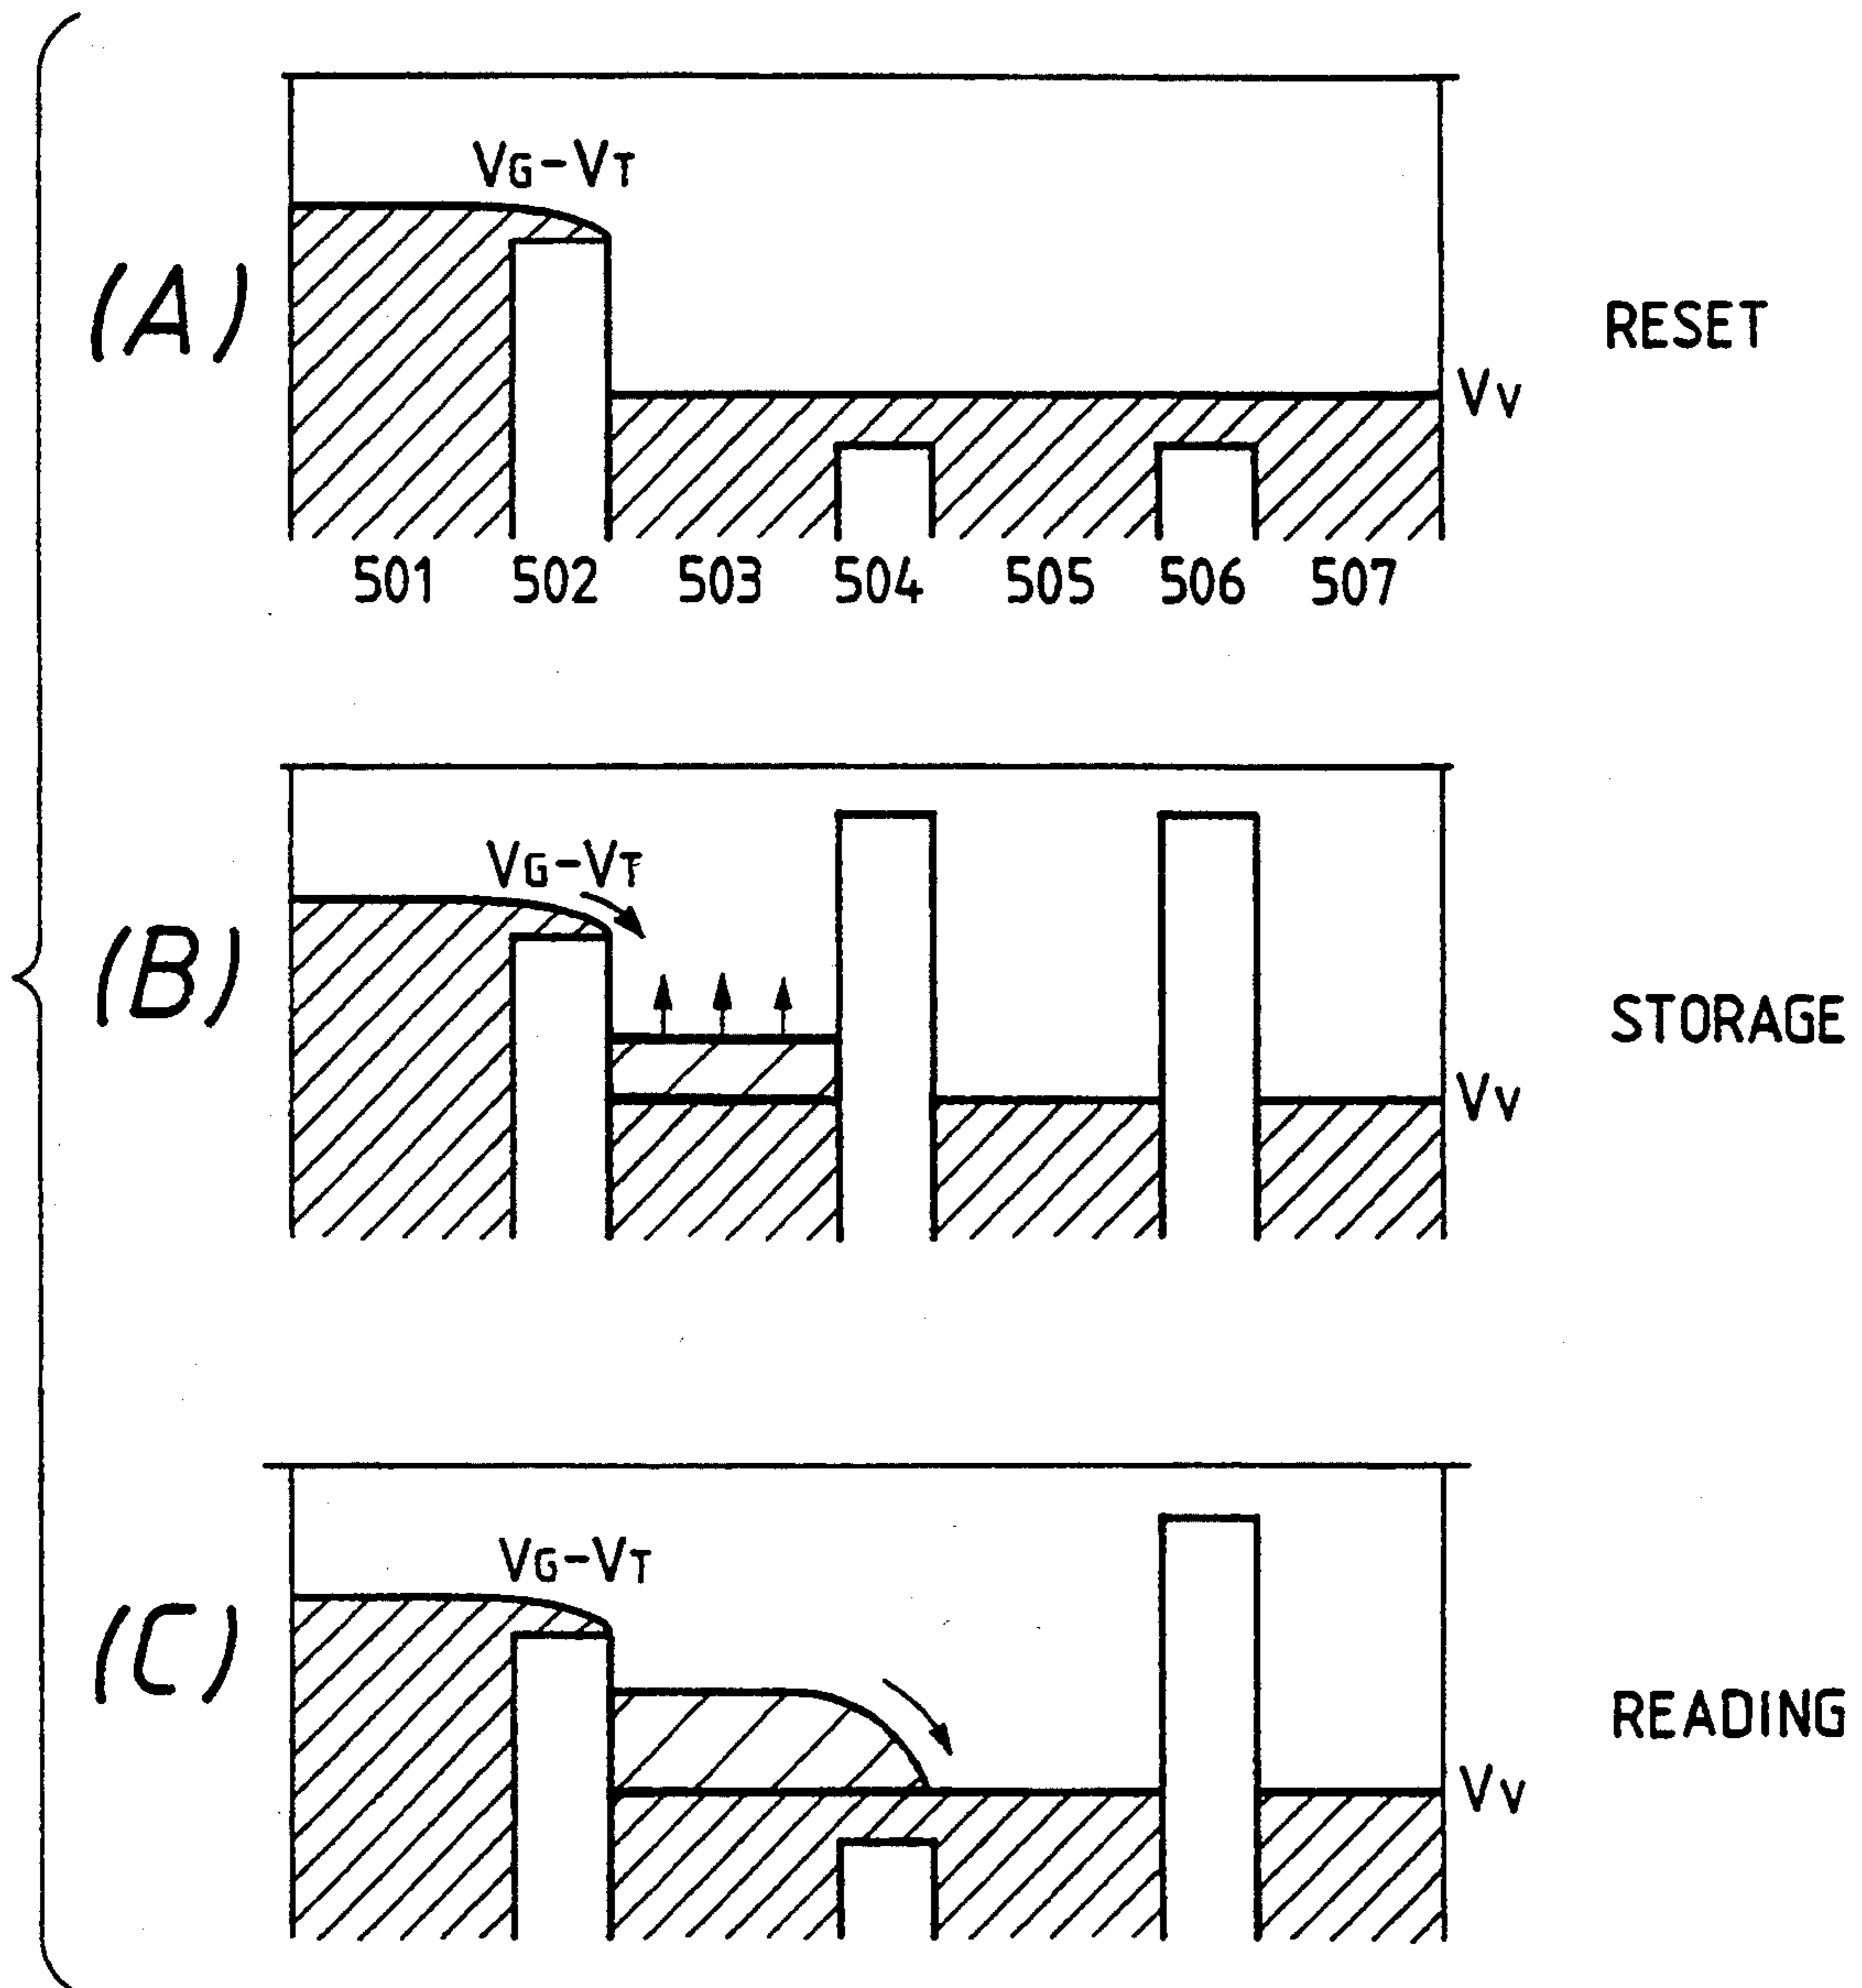 VG-VT
(A)
RESET
VV
501 502 503 504 505 506 507
VG-VT
(B)
STORAGE
VV
VG-VT
(C)
READING
VV